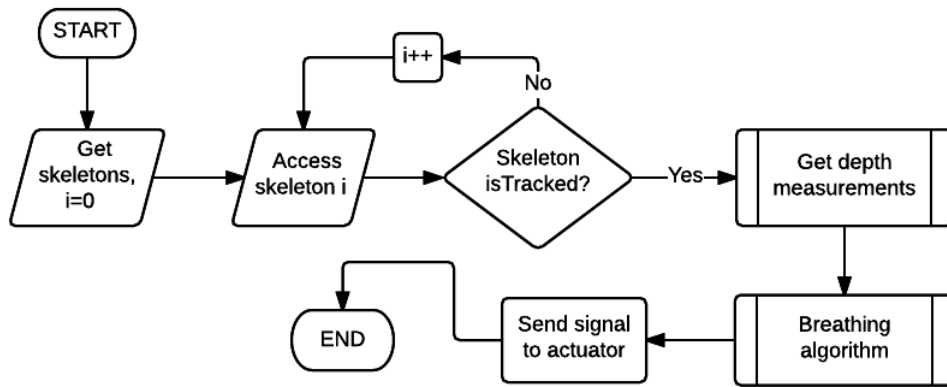 START
i++
No
Get
skeletons,
i=0
Access
skeleton i
Skeleton
isTracked?
Yes
Get depth
measurements
END
Send signal
to actuator
Breathing
algorithm